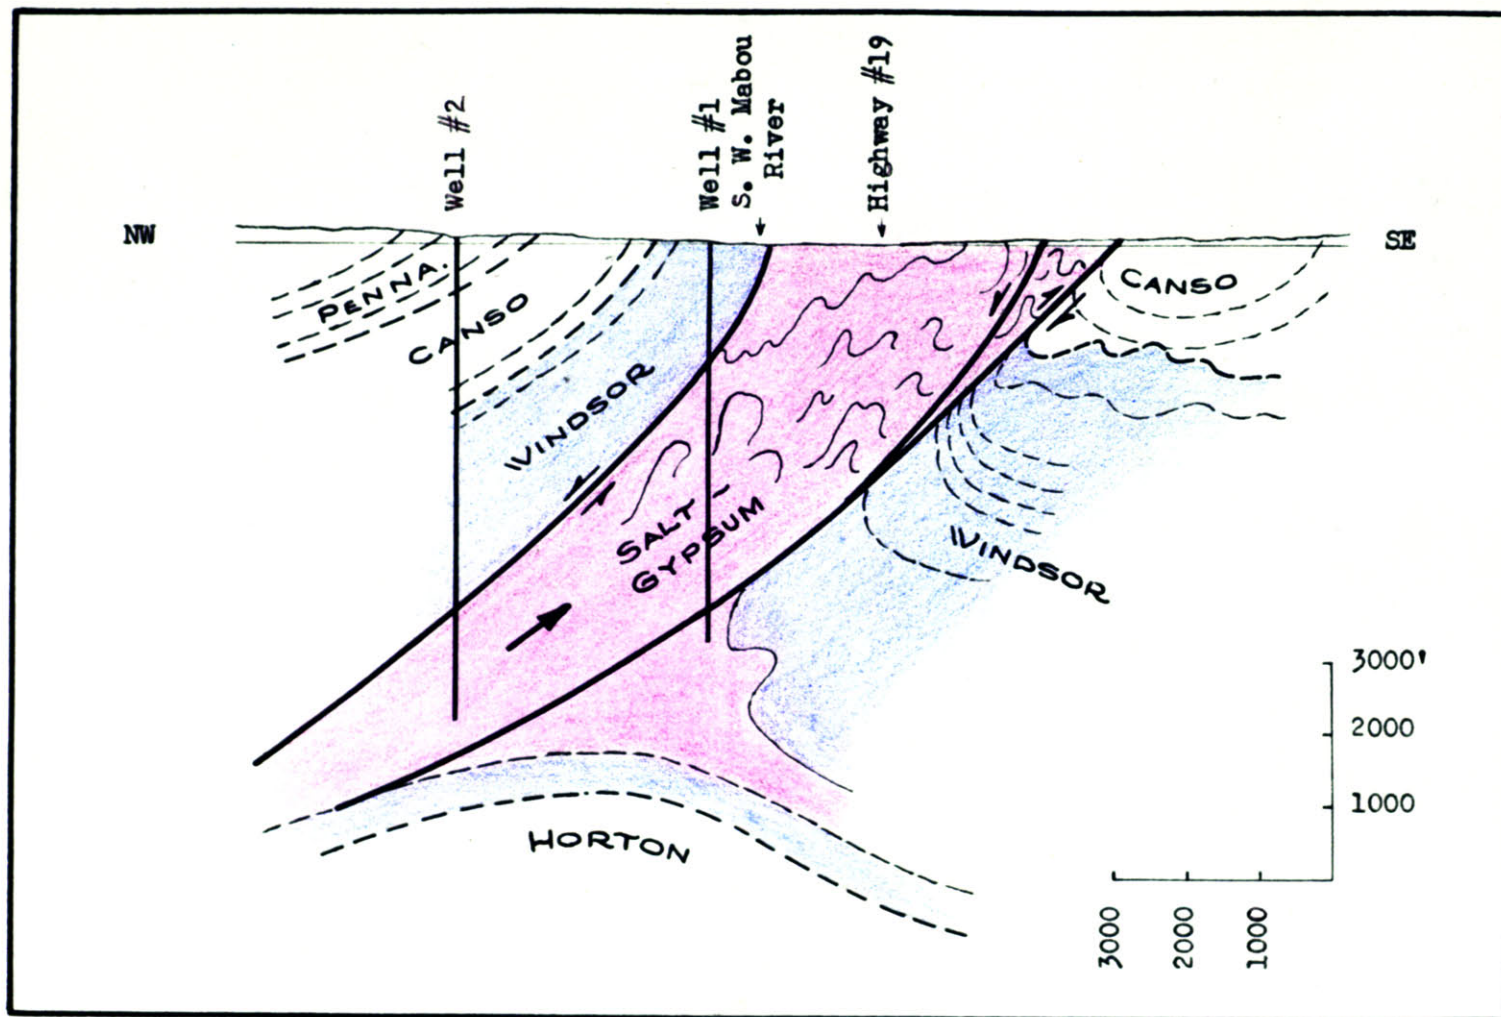 Well #2
Well #1
S. W. Mabou
River
Highway #19
NW
SE
PENNA.
CANSO
WINDSOR
SALT -
GYPSUM
CANSO
WINDSOR
HORTON
3000'
2000
1000
3000
2000
1000